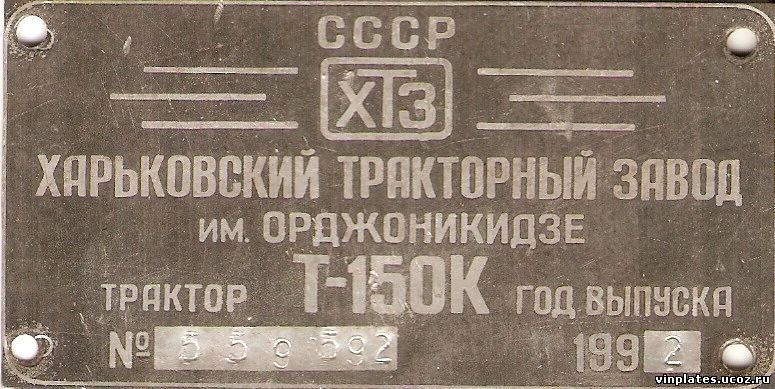 СССР
ХТЗ
ХАРЬКОВСКИЙ ТРАКТОРНЫЙ ЗАВОД
им. ОРДЖОНИКИДЗЕ
ТРАКТОР Т-150К ГОД ВЫПУСКА
№ 559592 1992
vinplates.ucoz.ru